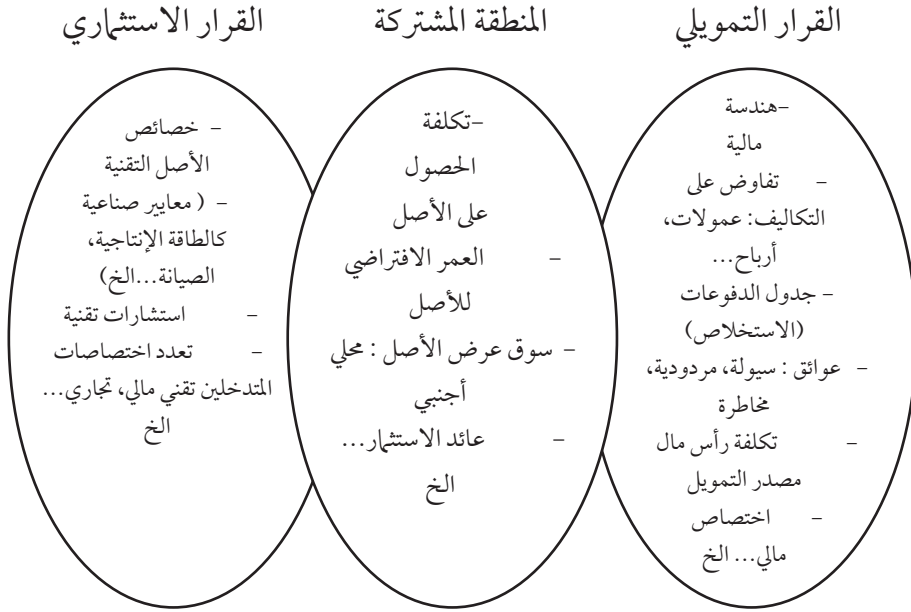 القرار التمويلي
المنطقة المشتركة
القرار الاستثماري
-هندسة
مالية
- تفاوض على
التكاليف: عمولات،
أرباح...
- جدول الدفوعات
(الاستخلاص)
- عوائق : سيولة، مردودية،
مخاطرة
- تكلفة رأس مال
مصدر التمويل
- اختصاص
مالي... الخ
-تكلفة
الحصول
على الأصل
- العمر الافتراضي
للأصل
- سوق عرض الأصل : محلي
أجنبي
- عائد الاستثمار...
الخ
- خصائص
الأصل التقنية
- ( معايير صناعية
كالطاقة الإنتاجية،
الصيانة...الخ)
- استشارات تقنية
- تعدد اختصاصات
المتدخلين تقني مالي، تجاري...
الخ